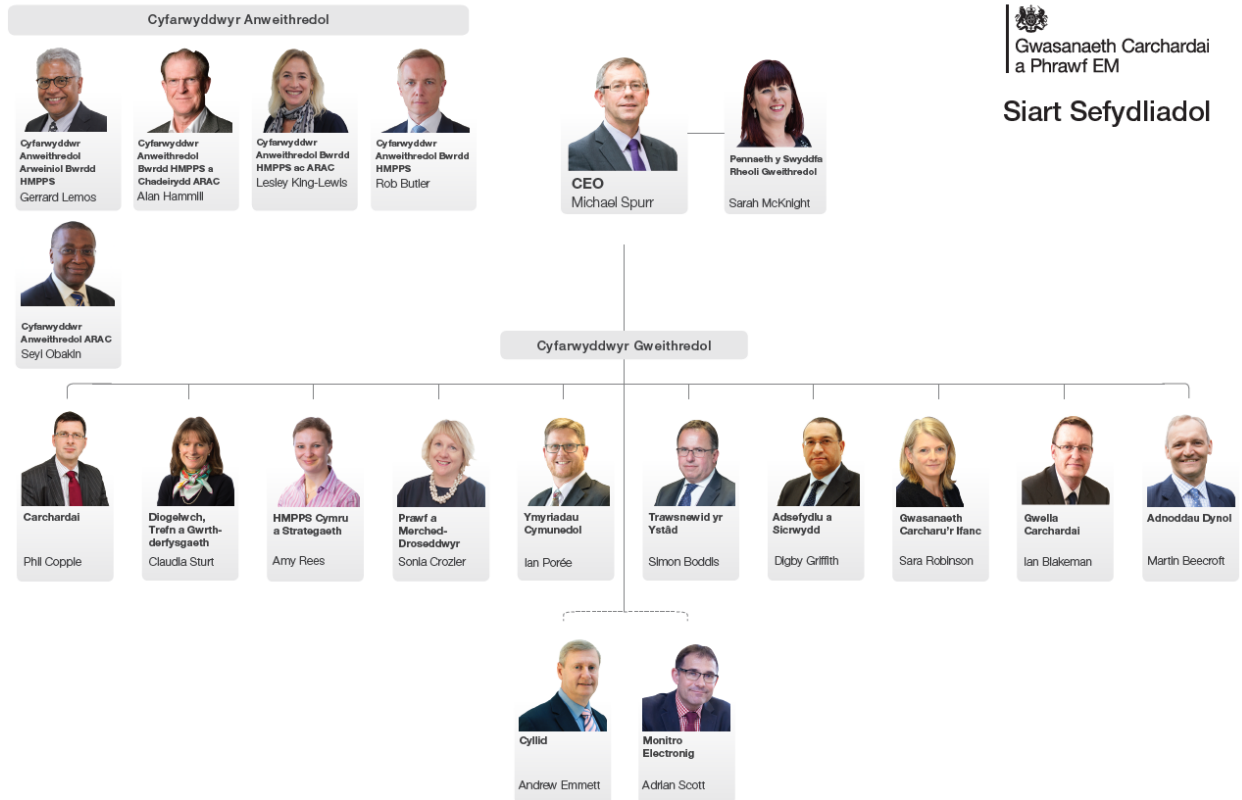 Cyfarwyddwyr Anweithredol
Gwasanaeth Carchardai
a Phrawf EM
Siart Sefydliadol
Cyfarwyddwr
Anweithredol
Arweiniol Bwrdd
HMPPS
Gerrard Lemos
Cyfarwyddwr
Anweithredol
Bwrdd HMPPS a
Chadeirydd ARAC
Alan Hammill
Cyfarwyddwr
Anweithredol Bwrdd
HMPPS ac ARAC
Lesley King-Lewis
Cyfarwyddwr
Anweithredol Bwrdd
HMPPS
Rob Butler
CEO
Michael Spurr
Pennaeth y Swyddfa
Rheoli Gweithredol
Sarah McKnight
Cyfarwyddwr
Anweithredol ARAC
Seyi Obakin
Cyfarwyddwyr Gweithredol
Carchardai
Phil Copple
Diogelwch,
Trefn a Gwrth-
derfysgaeth
Claudia Sturt
HMPPS Cymru
a Strategaeth
Amy Rees
Prawf a
Merched-
Droseddwyr
Sonia Crozier
Ymyriadau
Cymunedol
Ian Porée
Trawsnewid yr
Ystâd
Simon Boddis
Adsefydlu a
Sicrwydd
Digby Griffith
Gwasanaeth
Carcharu'r Ifanc
Sara Robinson
Gwella
Carchardai
Ian Blakeman
Adnoddau Dynol
Martin Beecroft
Cyllid
Andrew Emmett
Monitro
Electronig
Adrian Scott